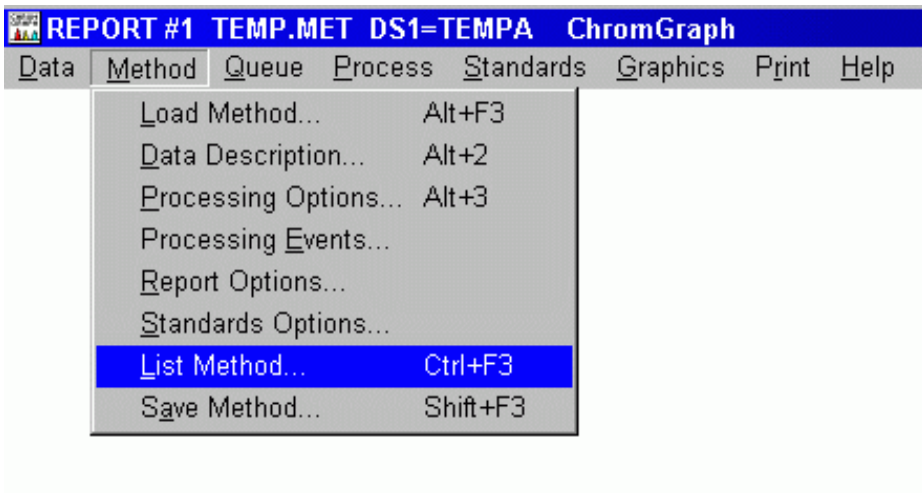 REPORT #1 TEMP.MET DS1=TEMPA ChromGraph
Data Method Queue Process Standards Graphics Print Help
Load Method... Alt+F3
Data Description... Alt+2
Processing Options... Alt+3
Processing Events...
Report Options...
Standards Options...
List Method... Ctrl+F3
Save Method... Shift+F3